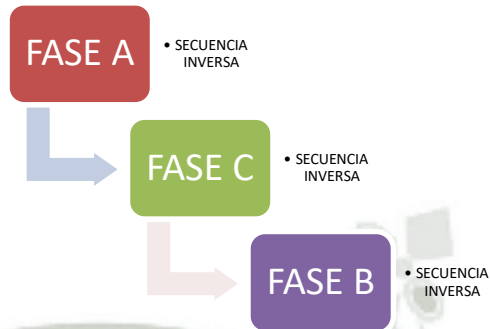 FASE A
• SECUENCIA
INVERSA
FASE C
• SECUENCIA
INVERSA
FASE B
• SECUENCIA
INVERSA